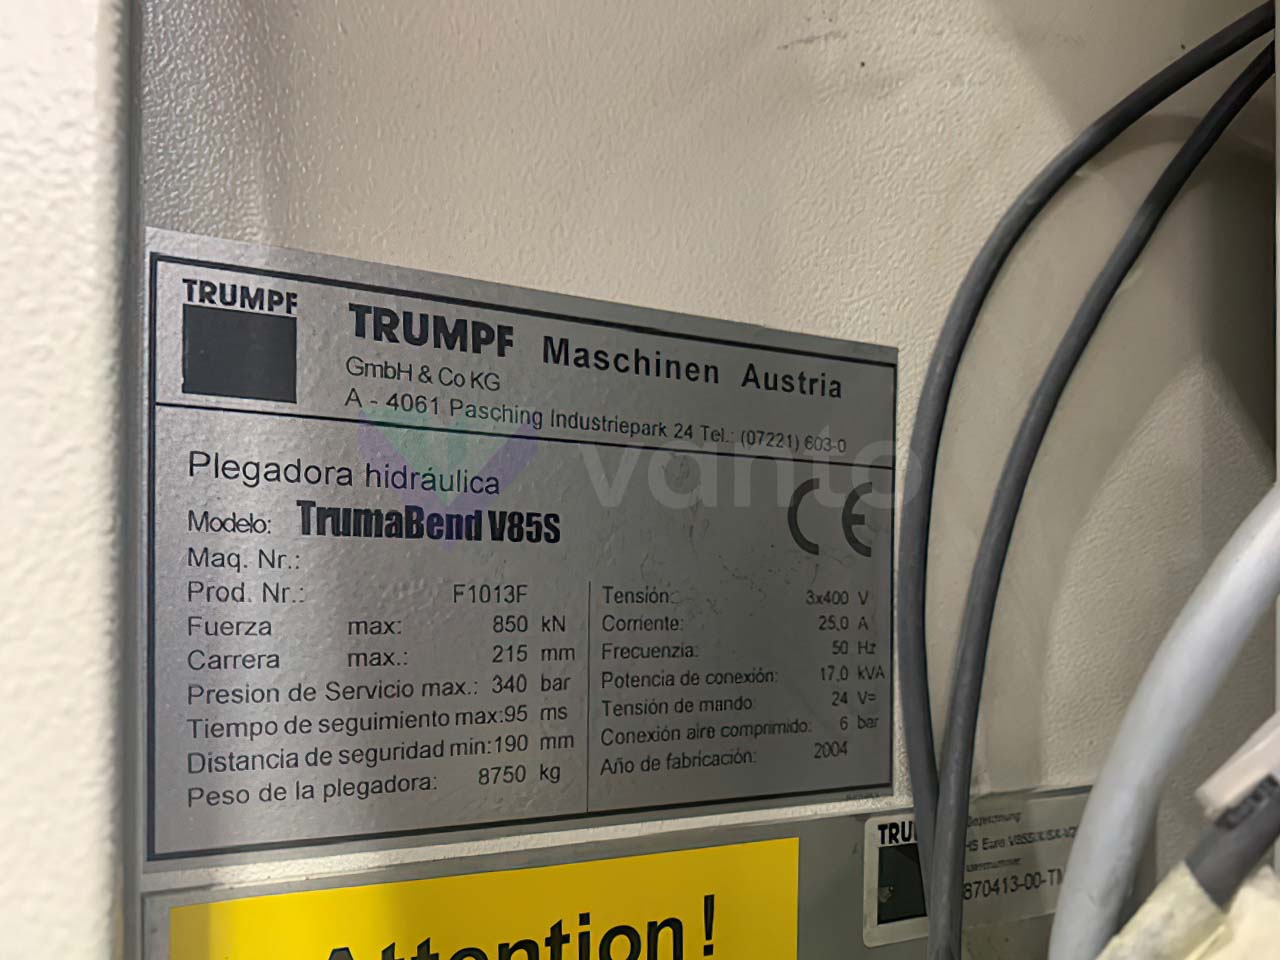 TRUMPF
TRUMPF Maschinen Austria
GmbH & Co KG
A - 4061 Pasching Industriepark 24 Tel.: (07221) 603-0
Plegadora hidráulica
Modelo: TrumaBend V85S
Maq. Nr.:
Prod. Nr.: F1013F
Fuerza max: 850 kN
Carrera max.: 215 mm
Presion de Servicio max.: 340 bar
Tiempo de seguimiento max: 95 ms
Distancia de seguridad min: 190 mm
Peso de la plegadora: 8750 kg
Tensión: 3x400 V
Corriente: 25,0 A
Frecuenzia: 50 Hz
Potencia de conexión: 17,0 kVA
Tensión de mando: 24 V=
Conexión aire comprimido: 6 bar
Año de fabricación: 2004
CE
vanto
Attention!
TRU
870413-00-T